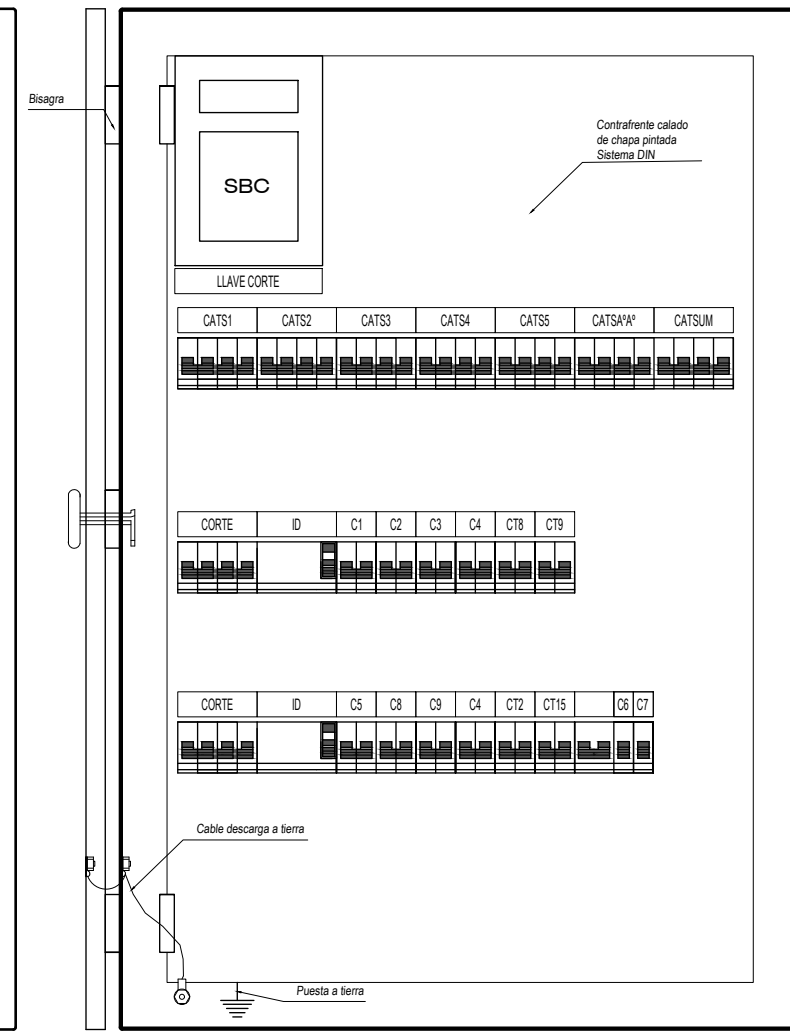 Bisagra
Contrafrente calado
de chapa pintada
Sistema DIN
SBC
LLAVE CORTE
CATS1 CATS2 CATS3 CATS4 CATS5 CATSAºAº CATSUM
CORTE ID C1 C2 C3 C4 CT8 CT9
CORTE ID C5 C8 C9 C4 CT2 CT15 C6 C7
Cable descarga a tierra
Puesta a tierra